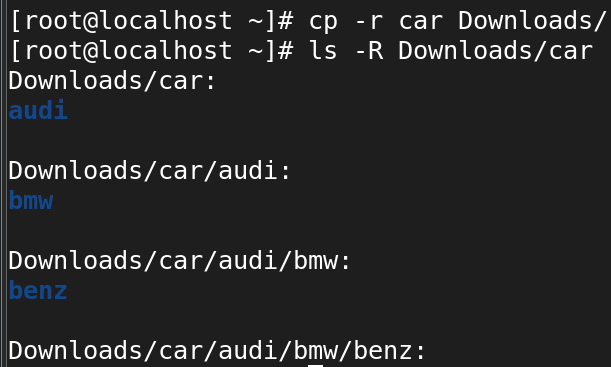 [root@localhost ~]# cp -r car Downloads/
[root@localhost ~]# ls -R Downloads/car
Downloads/car:
audi
Downloads/car/audi:
bmw
Downloads/car/audi/bmw:
benz
Downloads/car/audi/bmw/benz: